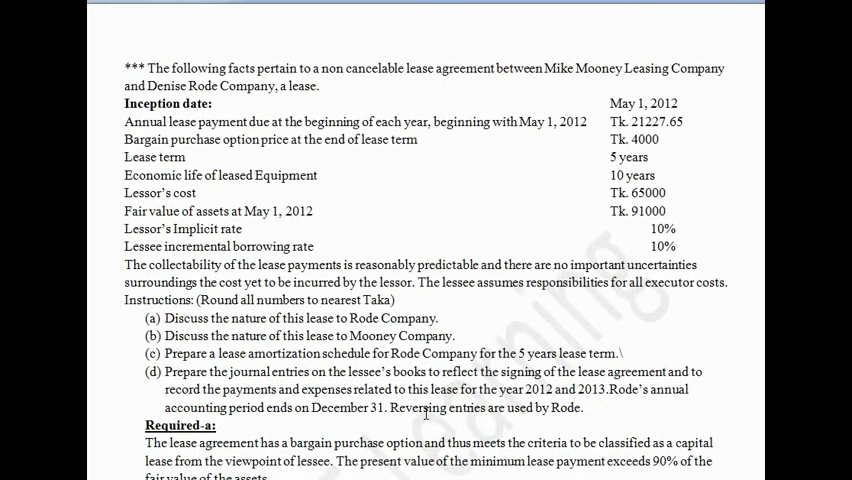 *** The following facts pertain to a non cancelable lease agreement between Mike Mooney Leasing Company
and Denise Rode Company, a lease.
Inception date: May 1, 2012
Annual lease payment due at the beginning of each year, beginning with May 1, 2012 Tk. 21227.65
Bargain purchase option price at the end of lease term Tk. 4000
Lease term 5 years
Economic life of leased Equipment 10 years
Lessor's cost Tk. 65000
Fair value of assets at May 1, 2012 Tk. 91000
Lessor's Implicit rate 10%
Lessee incremental borrowing rate 10%
The collectability of the lease payments is reasonably predictable and there are no important uncertainties
surroundings the cost yet to be incurred by the lessor. The lessee assumes responsibilities for all executor costs.
Instructions: (Round all numbers to nearest Taka)
(a) Discuss the nature of this lease to Rode Company.
(b) Discuss the nature of this lease to Mooney Company.
(c) Prepare a lease amortization schedule for Rode Company for the 5 years lease term.\
(d) Prepare the journal entries on the lessee's books to reflect the signing of the lease agreement and to
record the payments and expenses related to this lease for the year 2012 and 2013.Rode's annual
accounting period ends on December 31. Reversing entries are used by Rode.
Required-a:
The lease agreement has a bargain purchase option and thus meets the criteria to be classified as a capital
lease from the viewpoint of lessee. The present value of the minimum lease payment exceeds 90% of the
fair value of the assets.